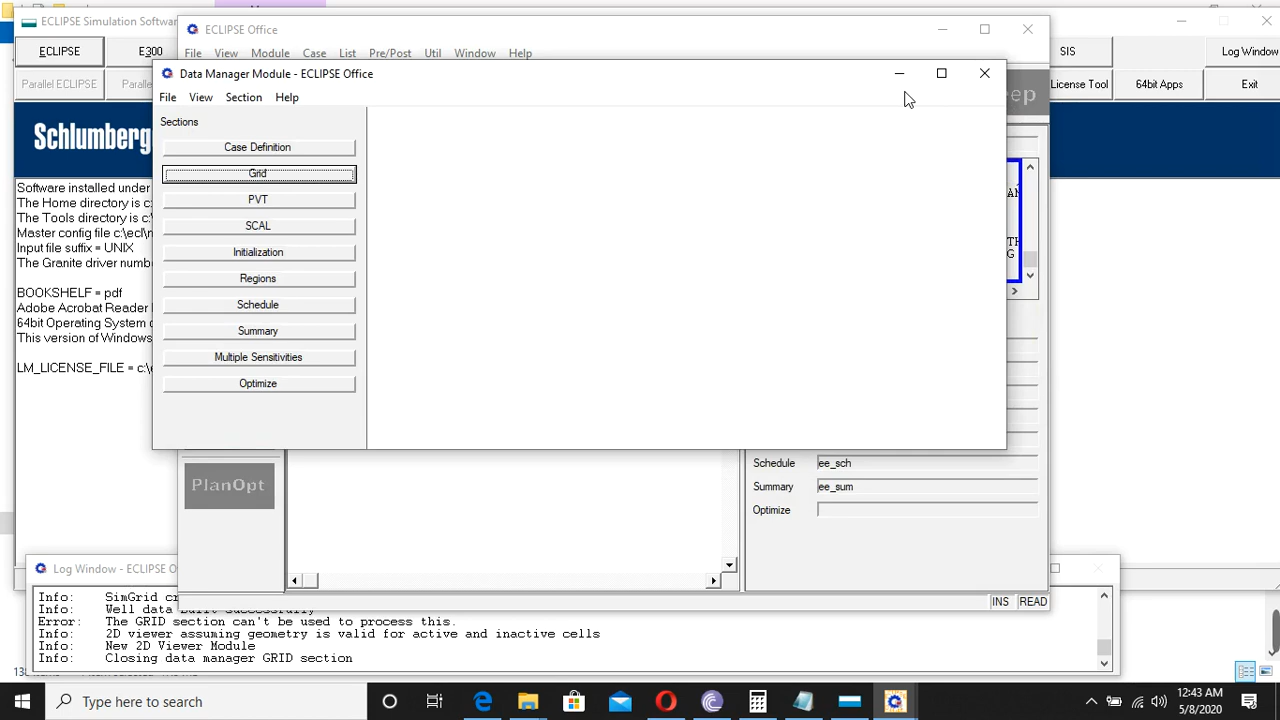 ECLIPSE Simulation Softwar
ECLIPSE
E300
SIS
Log Window
Parallel ECLIPSE
License Tool
64bit Apps
Exit
Schlumberg
Software installed under
The Home directory is c:
The Tools directory is c:\
Master config file c:\ecl\
Input file suffix = UNIX
The Granite driver numb
BOOKSHELF = pdf
Adobe Acrobat Reader
64bit Operating System
This version of Windows
LM_LICENSE_FILE = c:\
ECLIPSE Office
File View Module Case List Pre/Post Util Window Help
Data Manager Module - ECLIPSE Office
File View Section Help
Sections
Case Definition
Grid
PVT
SCAL
Initialization
Regions
Schedule
Summary
Multiple Sensitivities
Optimize
PlanOpt
Schedule ee_sch
Summary ee_sum
Optimize
INS READ
Log Window - ECLIPSE O
Info: SimGrid cr
Info: Well data built successfully
Error: The GRID section can't be used to process this.
Info: 2D viewer assuming geometry is valid for active and inactive cells
Info: New 2D Viewer Module
Info: Closing data manager GRID section
Type here to search
12:43 AM
5/8/2020